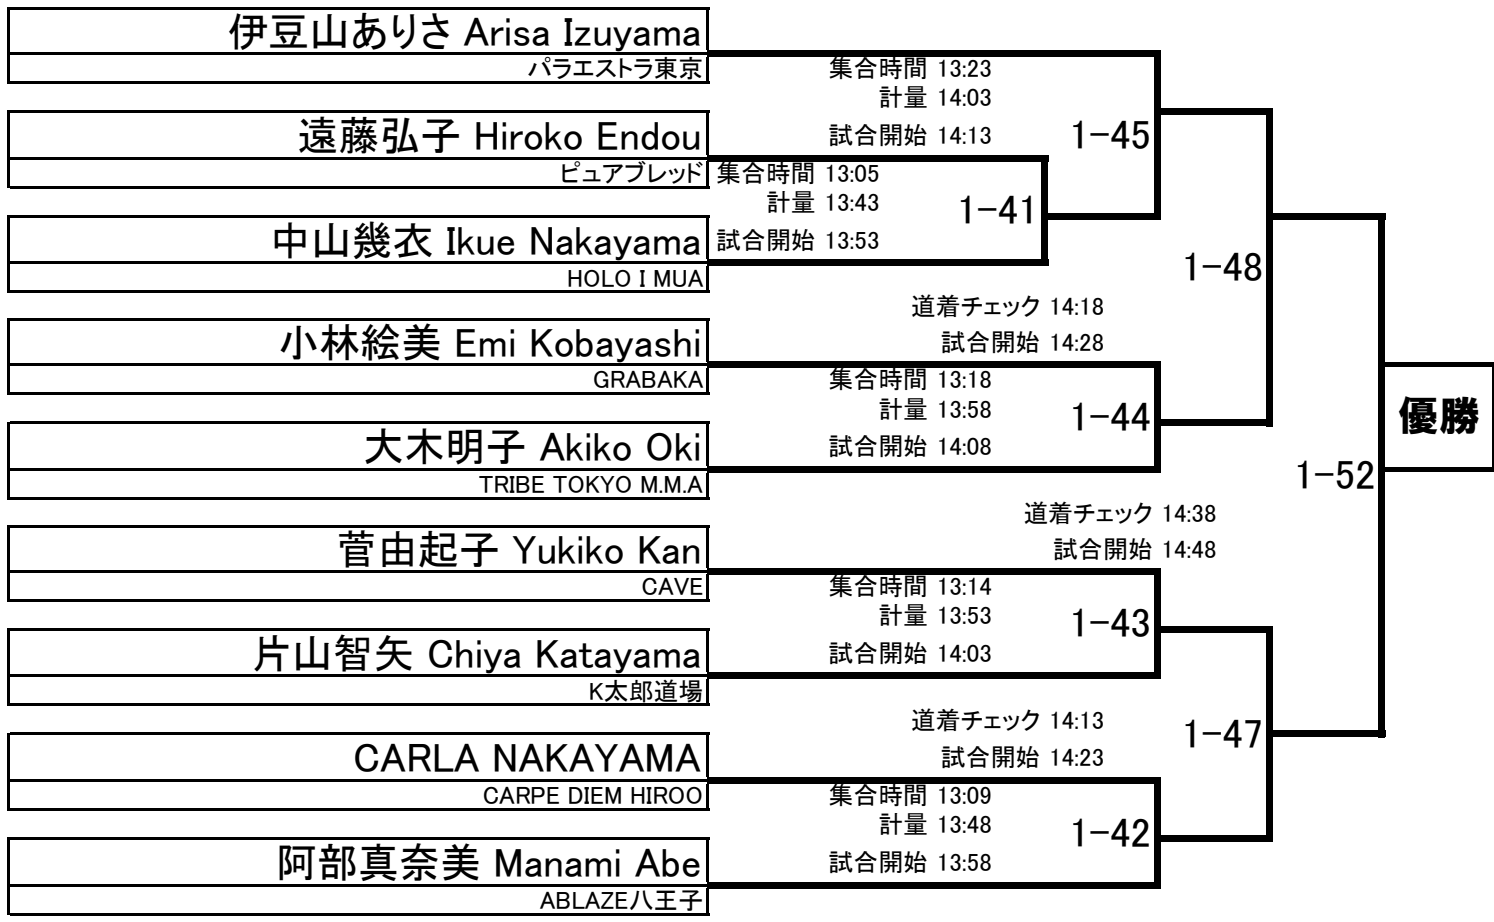 伊豆山ありさ Arisa Izuyama
パラエストラ東京
集合時間 13:23
計量 14:03
試合開始 14:13
1-45
遠藤弘子 Hiroko Endou
ピュアブレッド
集合時間 13:05
計量 13:43
試合開始 13:53
1-41
中山幾衣 Ikue Nakayama
HOLO I MUA
1-48
道着チェック 14:18
試合開始 14:28
小林絵美 Emi Kobayashi
GRABAKA
集合時間 13:18
計量 13:58
試合開始 14:08
1-44
優勝
大木明子 Akiko Oki
TRIBE TOKYO M.M.A
1-52
道着チェック 14:38
試合開始 14:48
菅由起子 Yukiko Kan
CAVE
集合時間 13:14
計量 13:53
試合開始 14:03
1-43
片山智矢 Chiya Katayama
K太郎道場
道着チェック 14:13
試合開始 14:23
1-47
CARLA NAKAYAMA
CARPE DIEM HIROO
集合時間 13:09
計量 13:48
試合開始 13:58
1-42
阿部真奈美 Manami Abe
ABLAZE八王子